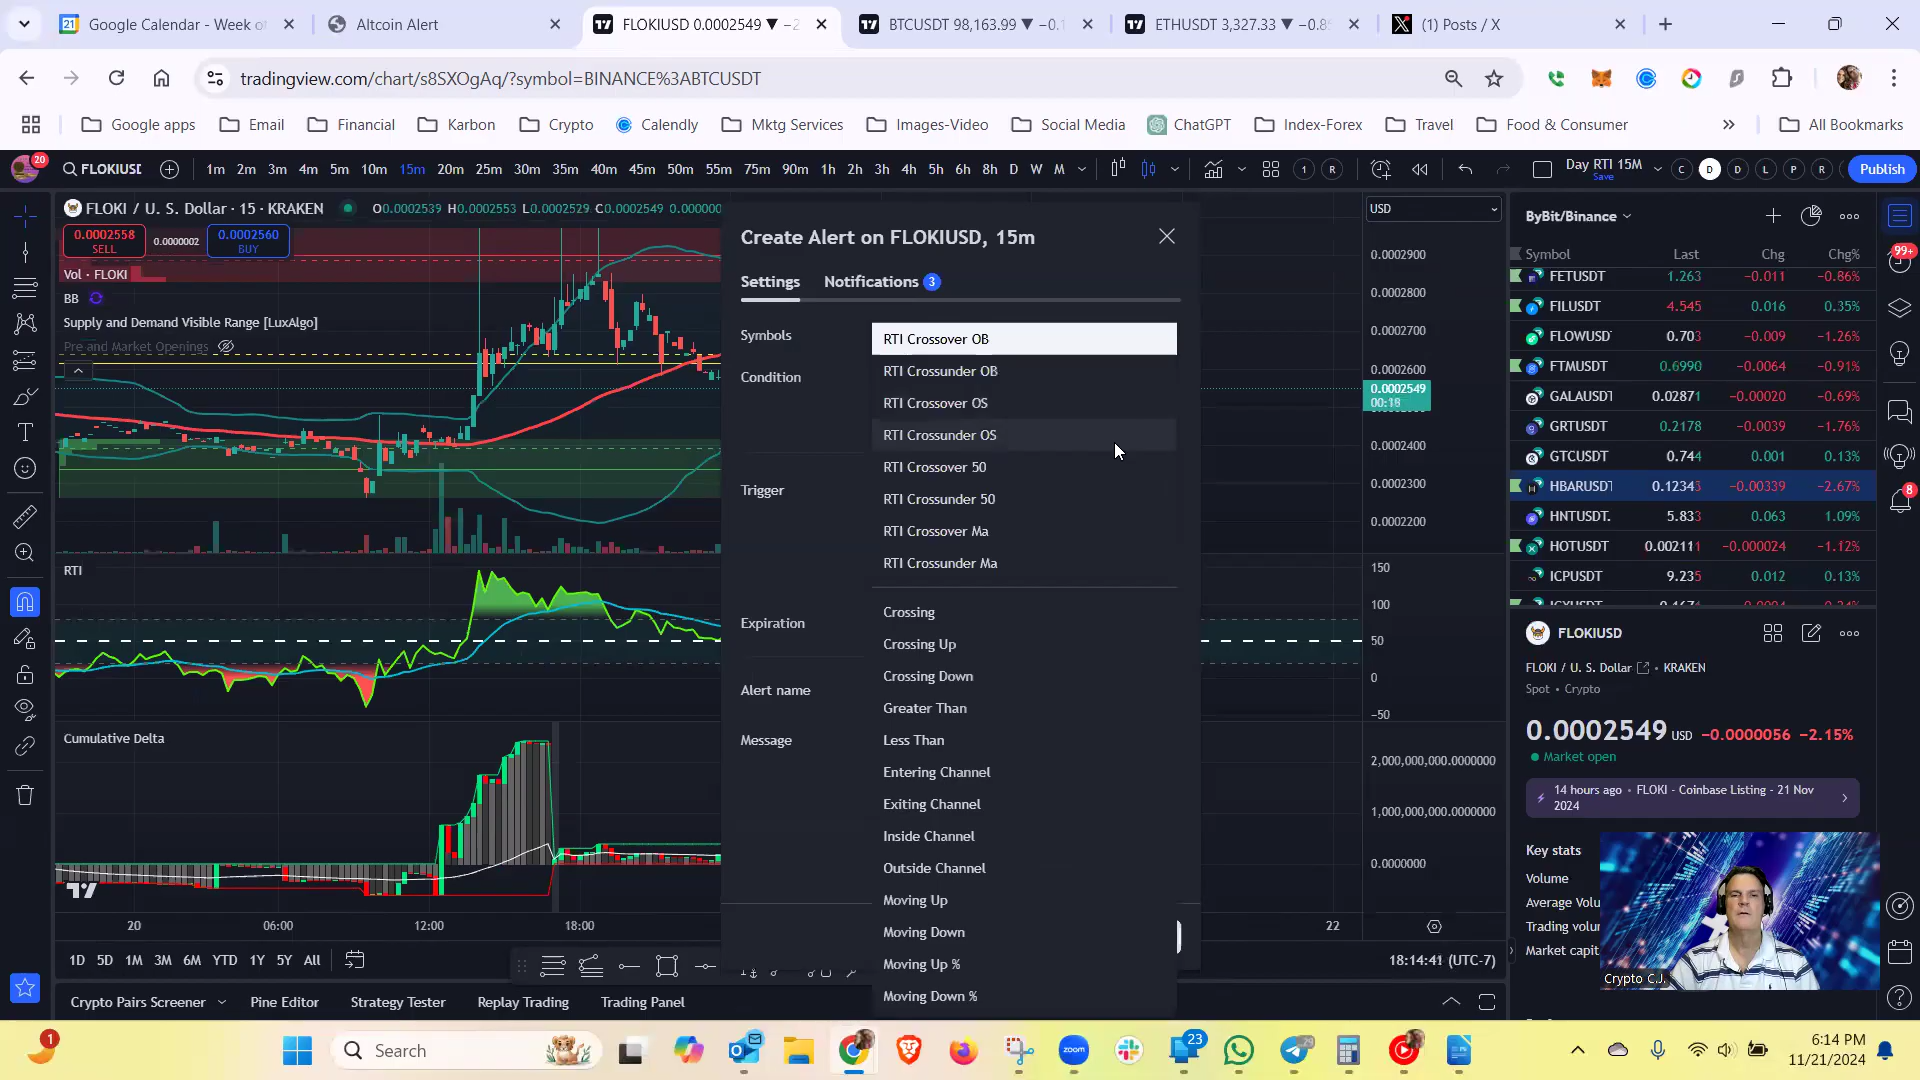 Google Calendar - Week of
Altcoin Alert
FLOKIUSD 0.0002549 ▼ −2
BTCUSDT 98,163.99 ▼ −0.1
ETHUSDT 3,327.33 ▼ −0.8
(1) Posts / X
tradingview.com/chart/s8SXOgAq/?symbol=BINANCE%3ABTCUSDT
Google apps
Email
Financial
Karbon
Crypto
Calendly
Mktg Services
Images-Video
Social Media
ChatGPT
Index-Forex
Travel
Food & Consumer
All Bookmarks
20
FLOKIUSD
1m 2m 3m 4m 5m 10m 15m 20m 25m 30m 35m 40m 45m 50m 55m 75m 90m 1h 2h 3h 4h 5h 6h 8h D W M
1 R
Day RTI 15M
Save
C D D L P R
Publish
FLOKI / U. S. Dollar · 15 · KRAKEN
O0.0002539 H0.0002553 L0.0002529 C0.0002549 0.000000
0.0002558
SELL
0.0000002
0.0002560
BUY
Vol · FLOKI
BB
Supply and Demand Visible Range [LuxAlgo]
Pre and Market Openings
RTI
Cumulative Delta
20 06:00 12:00 18:00 22
Create Alert on FLOKIUSD, 15m
Settings
Notifications 3
Symbols
Condition
Trigger
Expiration
Alert name
Message
RTI Crossover OB
RTI Crossunder OB
RTI Crossover OS
RTI Crossunder OS
RTI Crossover 50
RTI Crossunder 50
RTI Crossover Ma
RTI Crossunder Ma
Crossing
Crossing Up
Crossing Down
Greater Than
Less Than
Entering Channel
Exiting Channel
Inside Channel
Outside Channel
Moving Up
Moving Down
Moving Up %
Moving Down %
USD
0.0002900
0.0002800
0.0002700
0.0002600
0.0002549
00:18
0.0002400
0.0002300
0.0002200
150
100
50
0
−50
2,000,000,000.0000000
1,000,000,000.0000000
0.0000000
ByBit/Binance
Symbol Last Chg Chg%
FETUSDT 1.263 −0.011 −0.86%
FILUSDT 4.545 0.016 0.35%
FLOWUSD 0.703 −0.009 −1.26%
FTMUSDT 0.6990 −0.0064 −0.91%
GALAUSDT 0.02871 −0.00020 −0.69%
GRTUSDT 0.2178 −0.0039 −1.76%
GTCUSDT 0.744 0.001 0.13%
HBARUSDT 0.12343 −0.00339 −2.67%
HNTUSDT. 5.833 0.063 1.09%
HOTUSDT 0.002111 −0.000024 −1.12%
ICPUSDT 9.235 0.012 0.13%
FLOKIUSD
FLOKI / U. S. Dollar • KRAKEN
Spot • Crypto
0.0002549 USD −0.0000056 −2.15%
Market open
14 hours ago • FLOKI - Coinbase Listing - 21 Nov
2024
Key stats
Volume
Average Volu
Trading volu
Market capit
Crypto C.J.
99+
8
1D 5D 1M 3M 6M YTD 1Y 5Y All
18:14:41 (UTC-7)
Crypto Pairs Screener
Pine Editor
Strategy Tester
Replay Trading
Trading Panel
1
Search
zoom
23
29
6:14 PM
11/21/2024